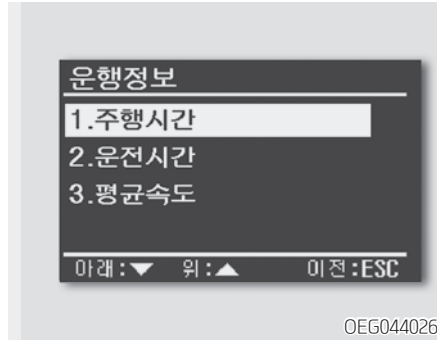 운행정보
1.주행시간
2.운전시간
3.평균속도
아래:▼ 위:▲ 이전:ESC
OEG044026